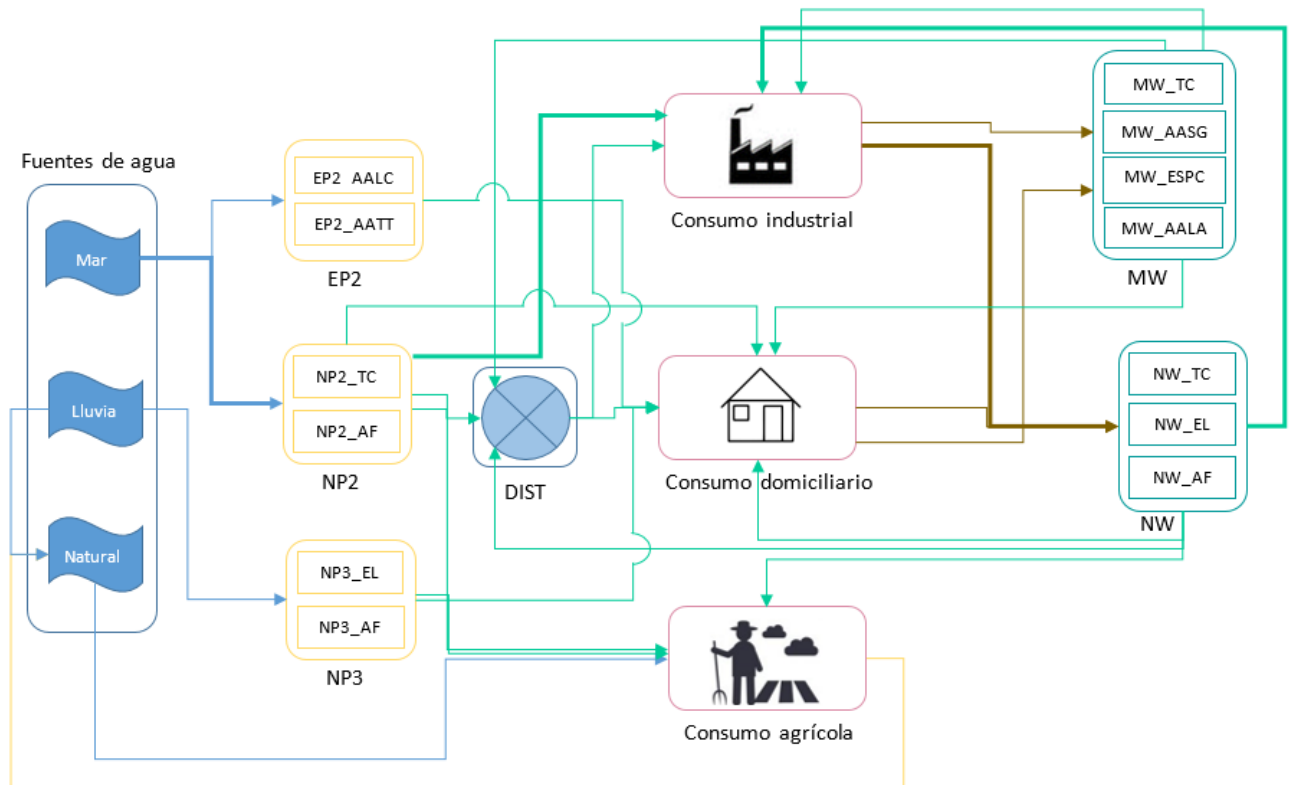 Fuentes de agua
Mar
Lluvia
Natural
EP2_AALC
EP2_AATT
EP2
NP2_TC
NP2_AF
NP2
NP3_EL
NP3_AF
NP3
DIST
Consumo industrial
Consumo domiciliario
Consumo agrícola
MW_TC
MW_AASG
MW_ESPC
MW_AALA
MW
NW_TC
NW_EL
NW_AF
NW